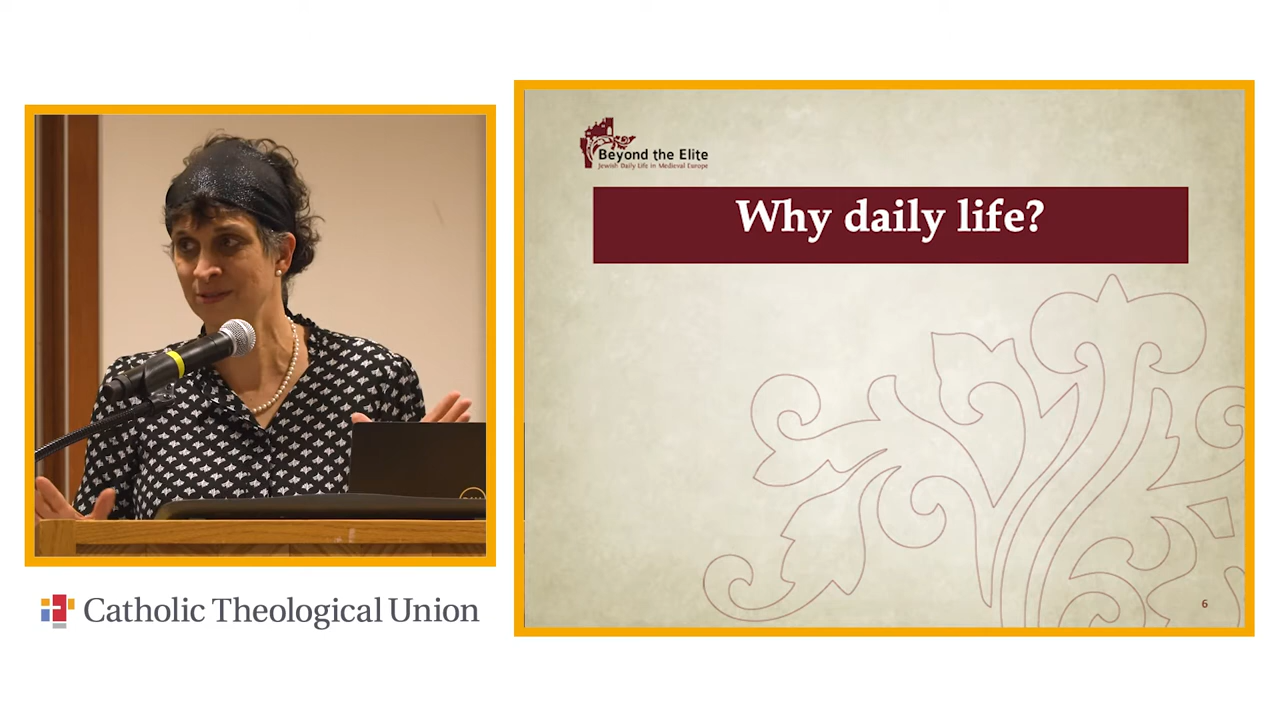 Beyond the Elite
Jewish Daily Life in Medieval Europe
Why daily life?
6
Catholic Theological Union